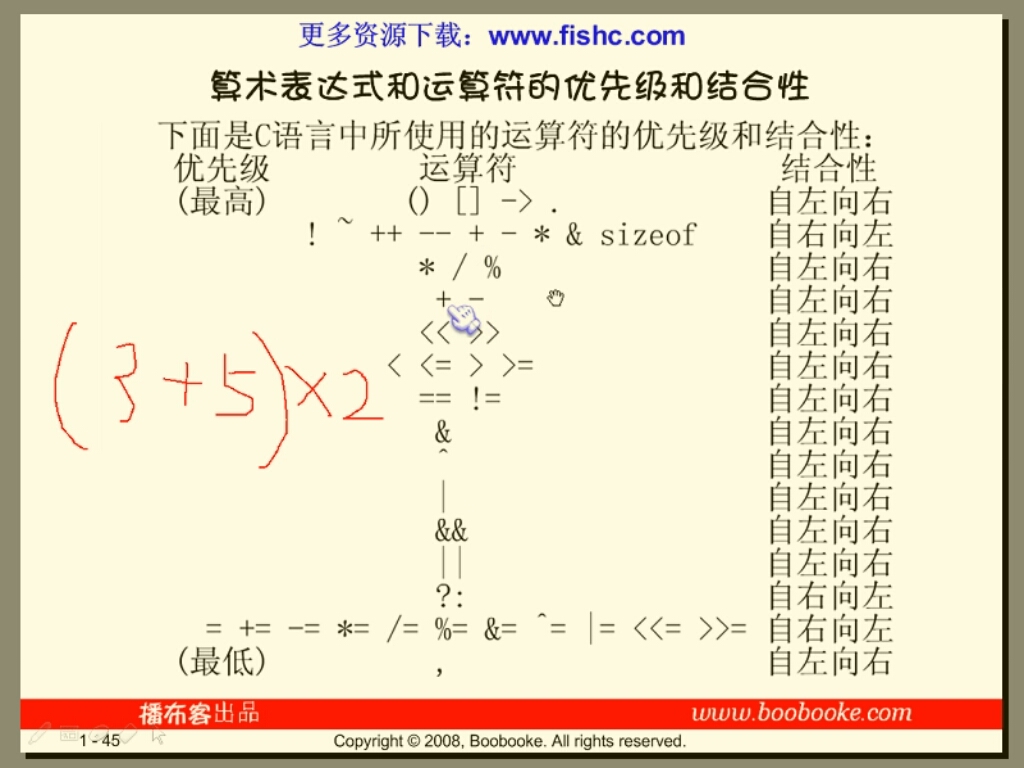 更多资源下载：www.fishc.com
算术表达式和运算符的优先级和结合性
下面是C语言中所使用的运算符的优先级和结合性：
优先级 运算符 结合性
(最高) () [] -> . 自左向右
! ~ ++ -- + - * & sizeof 自右向左
* / % 自左向右
+ - 自左向右
<< >> 自左向右
< <= > >= 自左向右
== != 自左向右
& 自左向右
^ 自左向右
| 自左向右
&& 自左向右
|| 自左向右
?: 自右向左
= += -= *= /= %= &= ^= |= <<= >>= 自右向左
(最低) , 自左向右
(3+5)×2
播布客出品 www.boobooke.com
1 - 45 Copyright © 2008, Boobooke. All rights reserved.